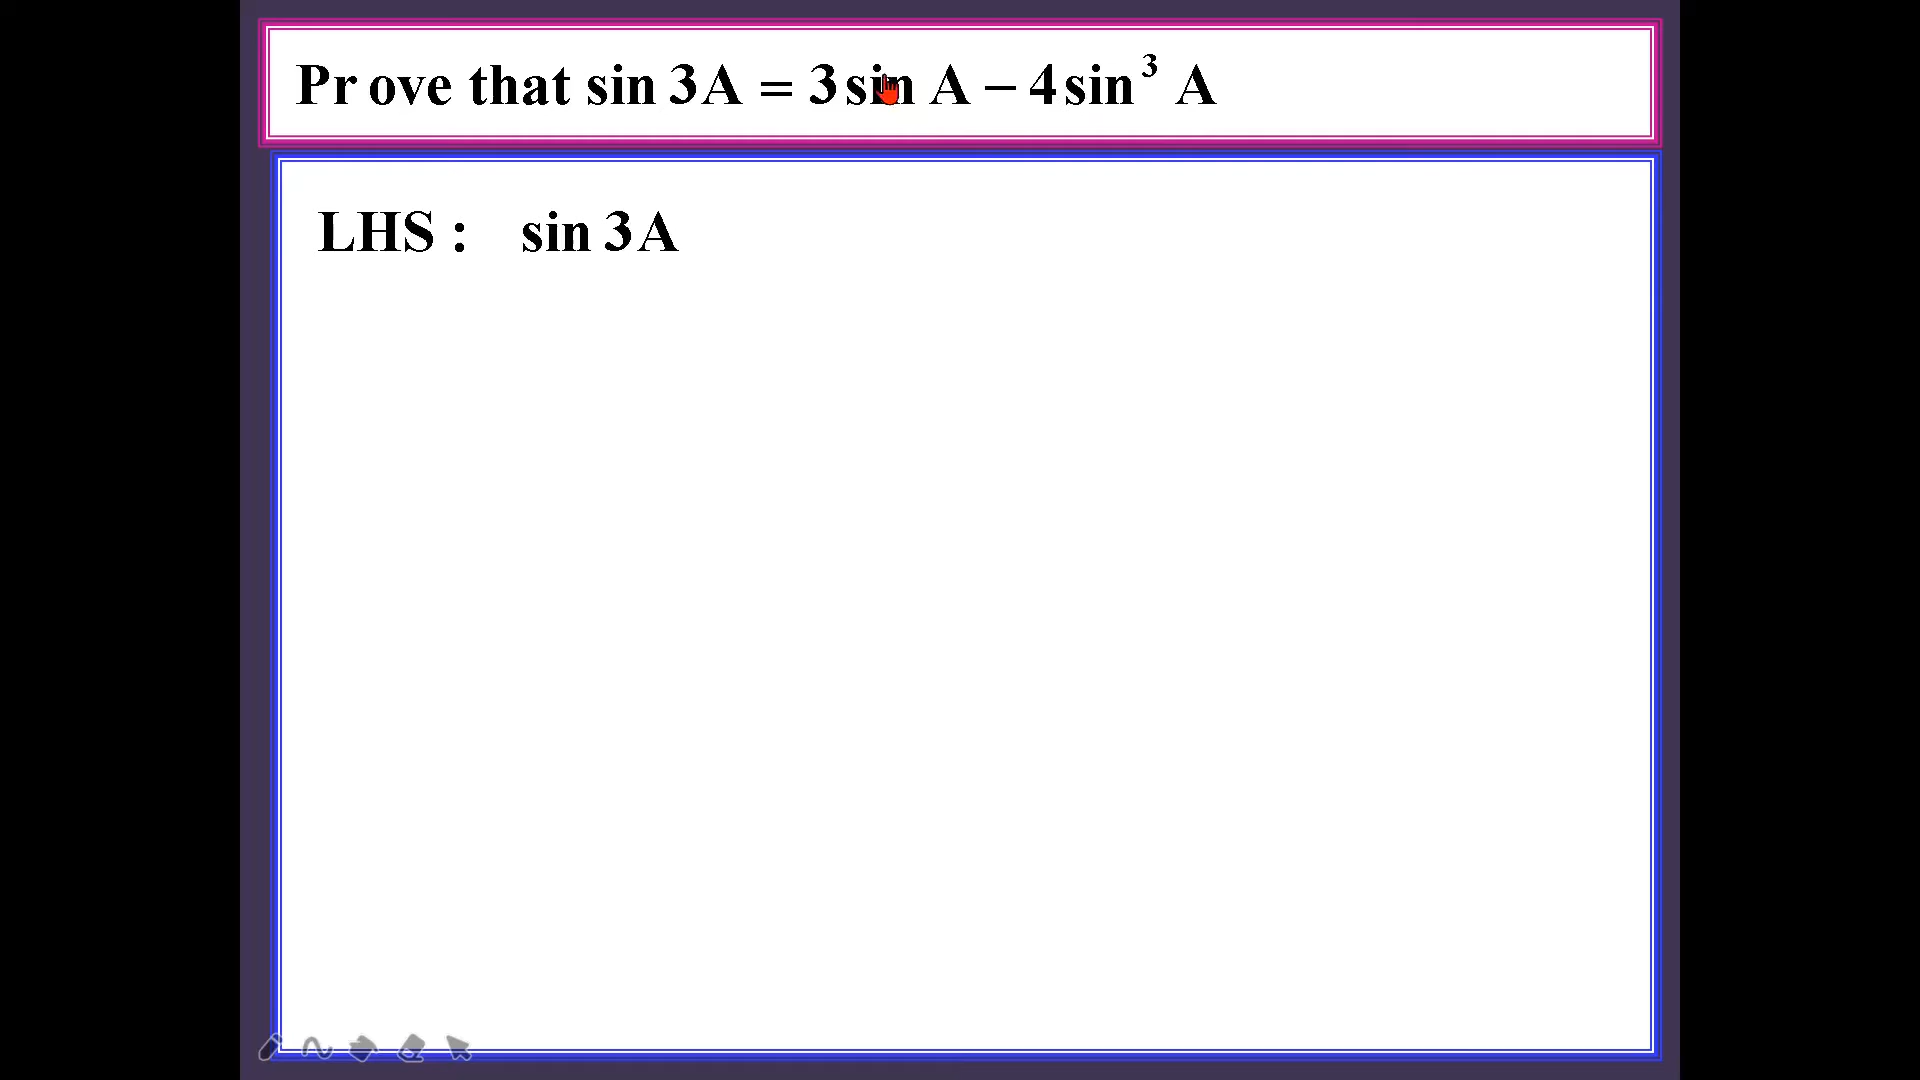 Pr ove that sin 3A = 3 sin A − 4 sin³ A
LHS : sin 3A